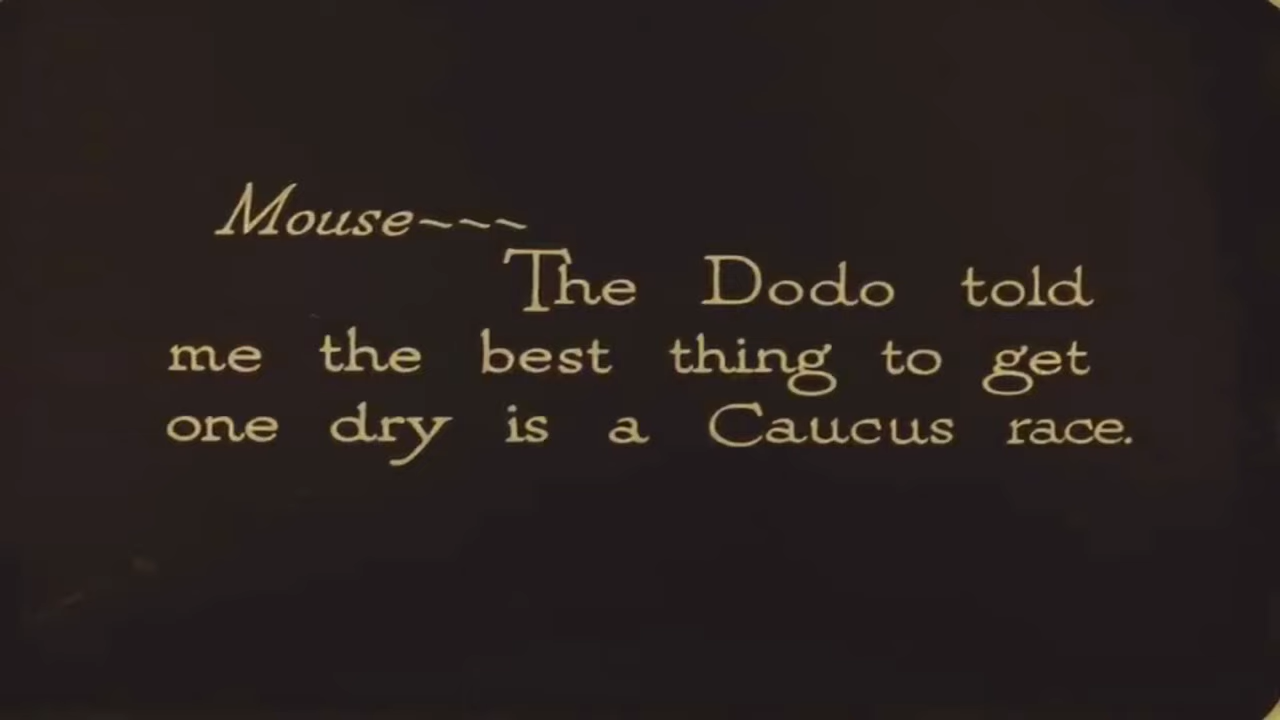 Mouse~~~
The Dodo told
me the best thing to get
one dry is a Caucus race.